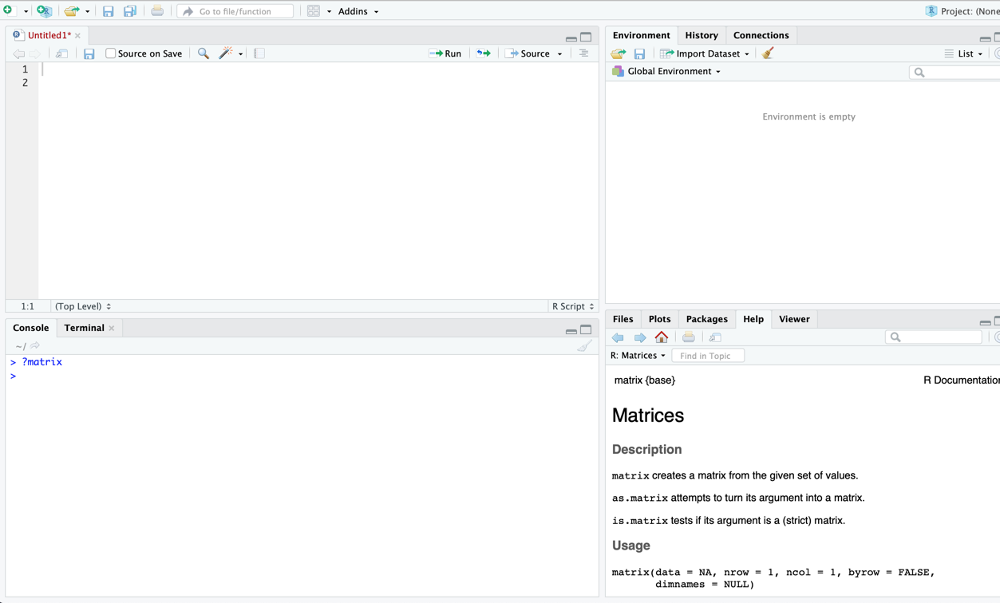 Go to file/function
Addins
Project: (None
Untitled1*
Source on Save
Run
Source
1
2
1:1
(Top Level)
R Script
Console
Terminal
~/
> ?matrix
>
Environment
History
Connections
Import Dataset
List
Global Environment
Environment is empty
Files
Plots
Packages
Help
Viewer
R: Matrices
Find in Topic
matrix {base}
R Documentation
Matrices
Description
matrix creates a matrix from the given set of values.
as.matrix attempts to turn its argument into a matrix.
is.matrix tests if its argument is a (strict) matrix.
Usage
matrix(data = NA, nrow = 1, ncol = 1, byrow = FALSE,
dimnames = NULL)